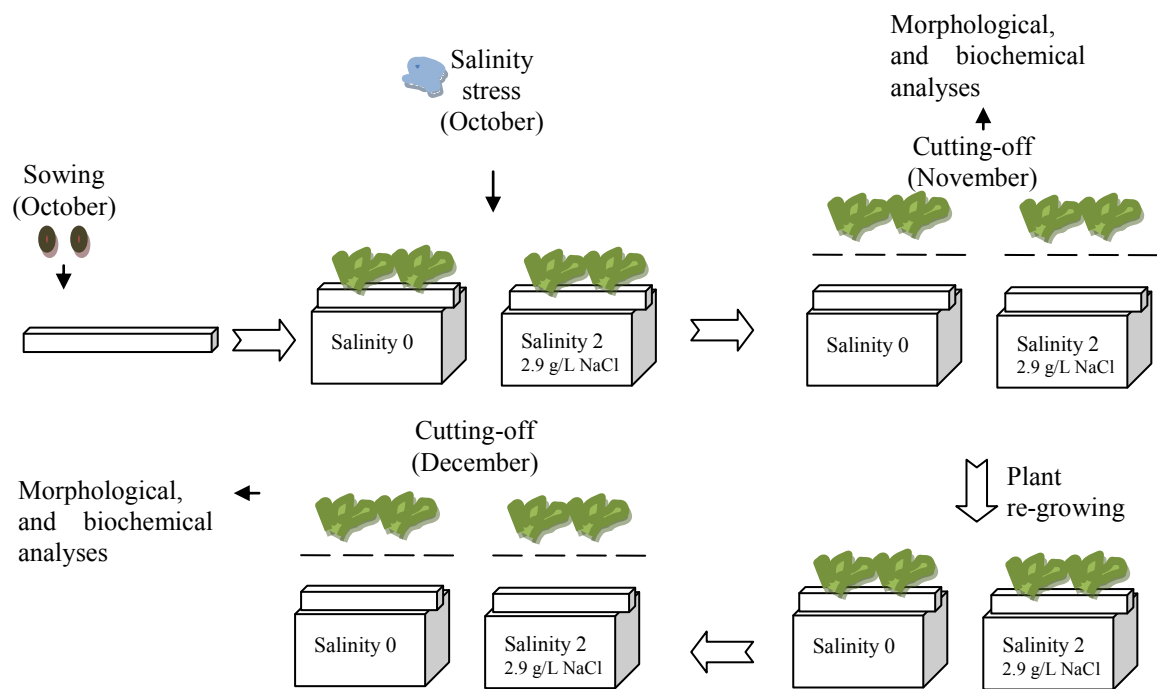 Sowing
(October)
Salinity
stress
(October)
Salinity 0
Salinity 2
2.9 g/L NaCl
Morphological,
and biochemical
analyses
Cutting-off
(November)
Salinity 0
Salinity 2
2.9 g/L NaCl
Plant
re-growing
Salinity 0
Salinity 2
2.9 g/L NaCl
Cutting-off
(December)
Salinity 0
Salinity 2
2.9 g/L NaCl
Morphological,
and biochemical
analyses